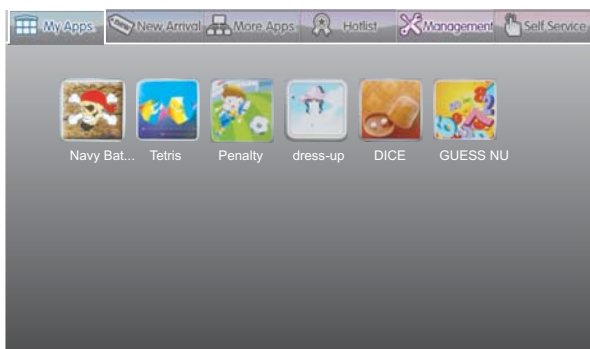 My Apps New Arrival More Apps Hotlist Management Self Service
Navy Bat... Tetris Penalty dress-up DICE GUESS NU